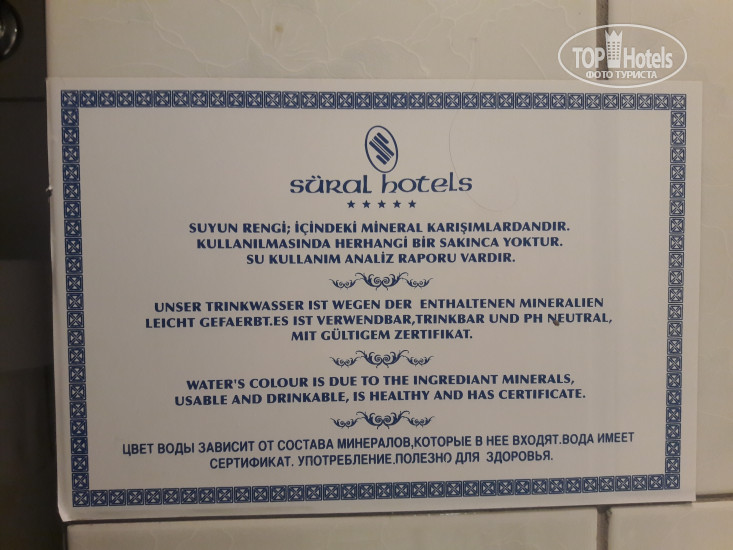 TOP Hotels
ФОТО ТУРИСТА
süral hotels
SUYUN RENGİ; İÇİNDEKİ MİNERAL KARIŞIMLARDANDIR.
KULLANILMASINDA HERHANGİ BİR SAKINCA YOKTUR.
SU KULLANIM ANALİZ RAPORU VARDIR.
UNSER TRINKWASSER IST WEGEN DER ENTHALTENEN MINERALIEN
LEICHT GEFAERBT.ES IST VERWENDBAR,TRINKBAR UND PH NEUTRAL,
MIT GÜLTIGEM ZERTIFIKAT.
WATER'S COLOUR IS DUE TO THE INGREDIANT MINERALS,
USABLE AND DRINKABLE, IS HEALTHY AND HAS CERTIFICATE.
ЦВЕТ ВОДЫ ЗАВИСИТ ОТ СОСТАВА МИНЕРАЛОВ,КОТОРЫЕ В НЕЕ ВХОДЯТ.ВОДА ИМЕЕТ
СЕРТИФИКАТ. УПОТРЕБЛЕНИЕ.ПОЛЕЗНО ДЛЯ ЗДОРОВЬЯ.